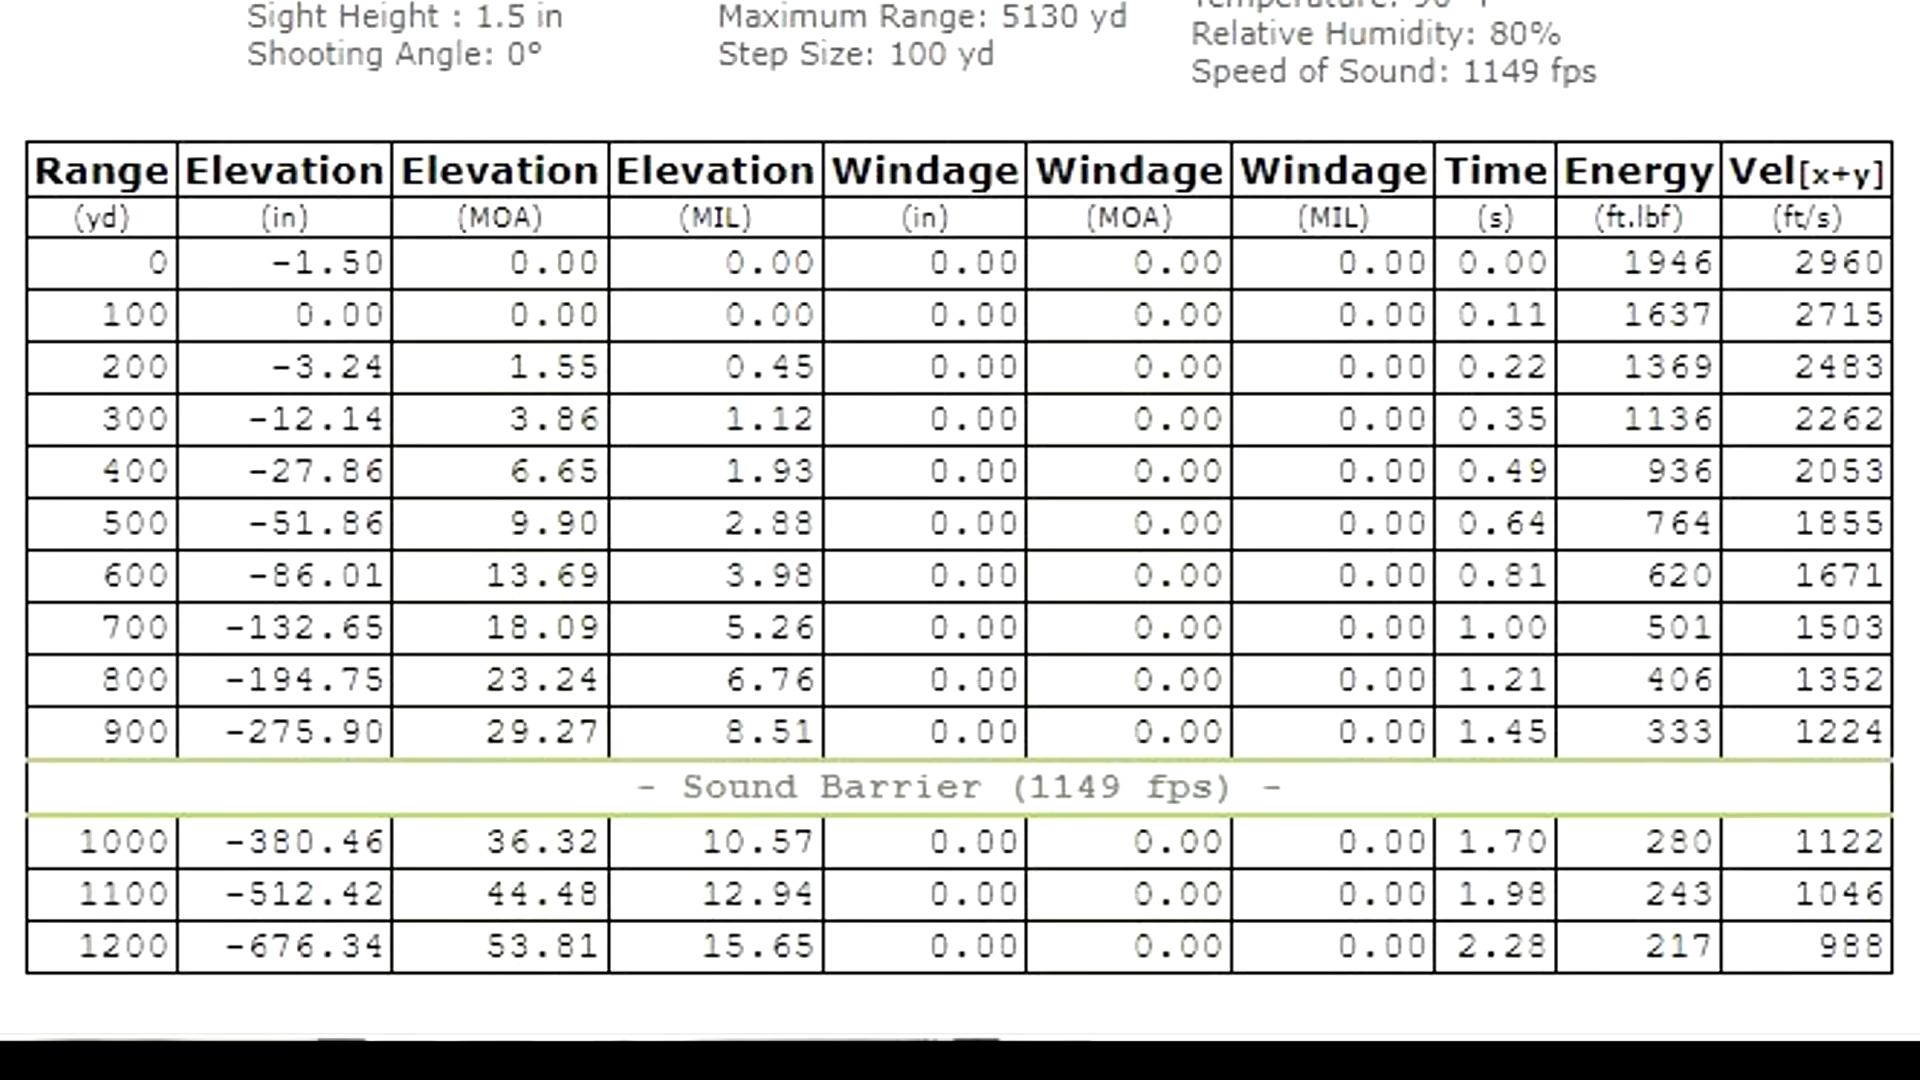 Sight Height : 1.5 in Maximum Range: 5130 yd
Relative Humidity: 80%
Shooting Angle: 0° Step Size: 100 yd
Speed of Sound: 1149 fps
Range Elevation Elevation Elevation Windage Windage Windage Time Energy Vel[x+y]
(yd) (in) (MOA) (MIL) (in) (MOA) (MIL) (s) (ft.lbf) (ft/s)
0 -1.50 0.00 0.00 0.00 0.00 0.00 0.00 1946 2960
100 0.00 0.00 0.00 0.00 0.00 0.00 0.11 1637 2715
200 -3.24 1.55 0.45 0.00 0.00 0.00 0.22 1369 2483
300 -12.14 3.86 1.12 0.00 0.00 0.00 0.35 1136 2262
400 -27.86 6.65 1.93 0.00 0.00 0.00 0.49 936 2053
500 -51.86 9.90 2.88 0.00 0.00 0.00 0.64 764 1855
600 -86.01 13.69 3.98 0.00 0.00 0.00 0.81 620 1671
700 -132.65 18.09 5.26 0.00 0.00 0.00 1.00 501 1503
800 -194.75 23.24 6.76 0.00 0.00 0.00 1.21 406 1352
900 -275.90 29.27 8.51 0.00 0.00 0.00 1.45 333 1224
- Sound Barrier (1149 fps) -
1000 -380.46 36.32 10.57 0.00 0.00 0.00 1.70 280 1122
1100 -512.42 44.48 12.94 0.00 0.00 0.00 1.98 243 1046
1200 -676.34 53.81 15.65 0.00 0.00 0.00 2.28 217 988